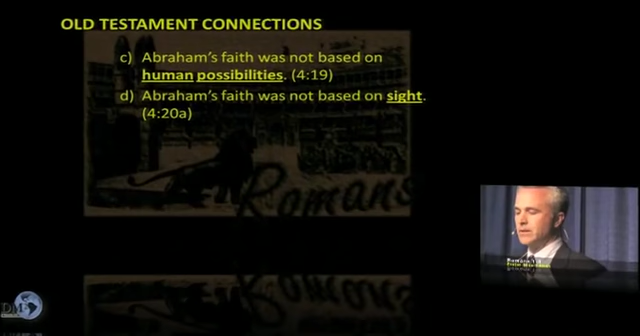 OLD TESTAMENT CONNECTIONS
c) Abraham's faith was not based on
human possibilities. (4:19)
d) Abraham's faith was not based on sight.
(4:20a)
Romans
DM